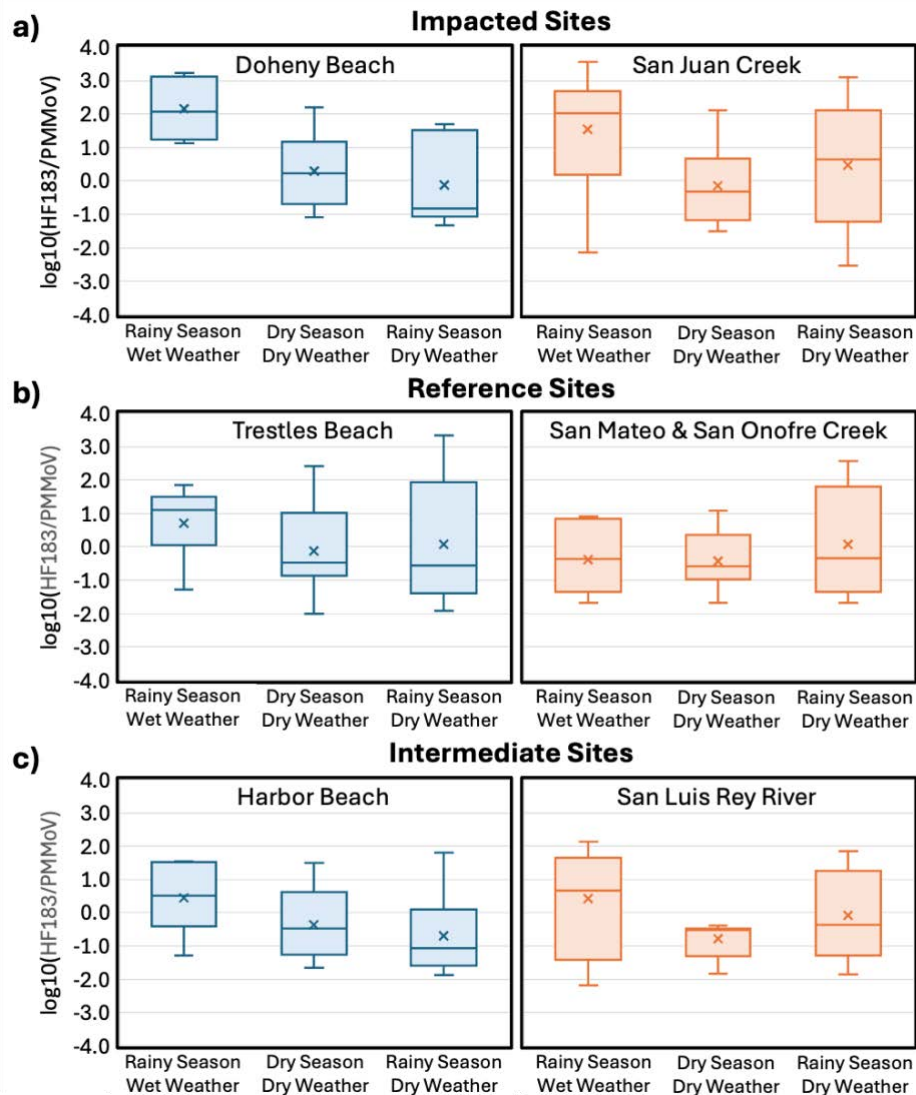 a)
Impacted Sites
log10(HF183/PMMoV)
4.0
3.0
2.0
1.0
0.0
-1.0
-2.0
-3.0
-4.0
Doheny Beach
San Juan Creek
Rainy Season Dry Season Rainy Season Rainy Season Dry Season Rainy Season
Wet Weather Dry Weather Dry Weather Wet Weather Dry Weather Dry Weather
b)
Reference Sites
log10(HF183/PMMoV)
4.0
3.0
2.0
1.0
0.0
-1.0
-2.0
-3.0
-4.0
Trestles Beach
San Mateo & San Onofre Creek
Rainy Season Dry Season Rainy Season Rainy Season Dry Season Rainy Season
Wet Weather Dry Weather Dry Weather Wet Weather Dry Weather Dry Weather
c)
Intermediate Sites
log10(HF183/PMMoV)
4.0
3.0
2.0
1.0
0.0
-1.0
-2.0
-3.0
-4.0
Harbor Beach
San Luis Rey River
Rainy Season Dry Season Rainy Season Rainy Season Dry Season Rainy Season
Wet Weather Dry Weather Dry Weather Wet Weather Dry Weather Dry Weather